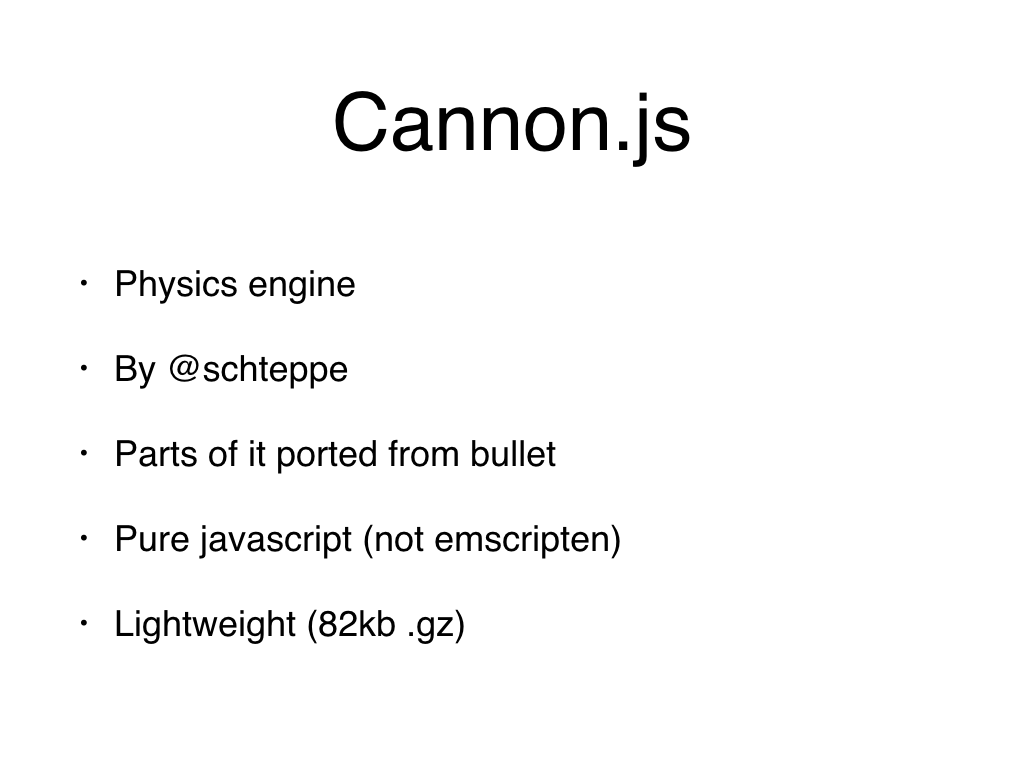 Cannon.js
• Physics engine
• By @schteppe
• Parts of it ported from bullet
• Pure javascript (not emscripten)
• Lightweight (82kb .gz)